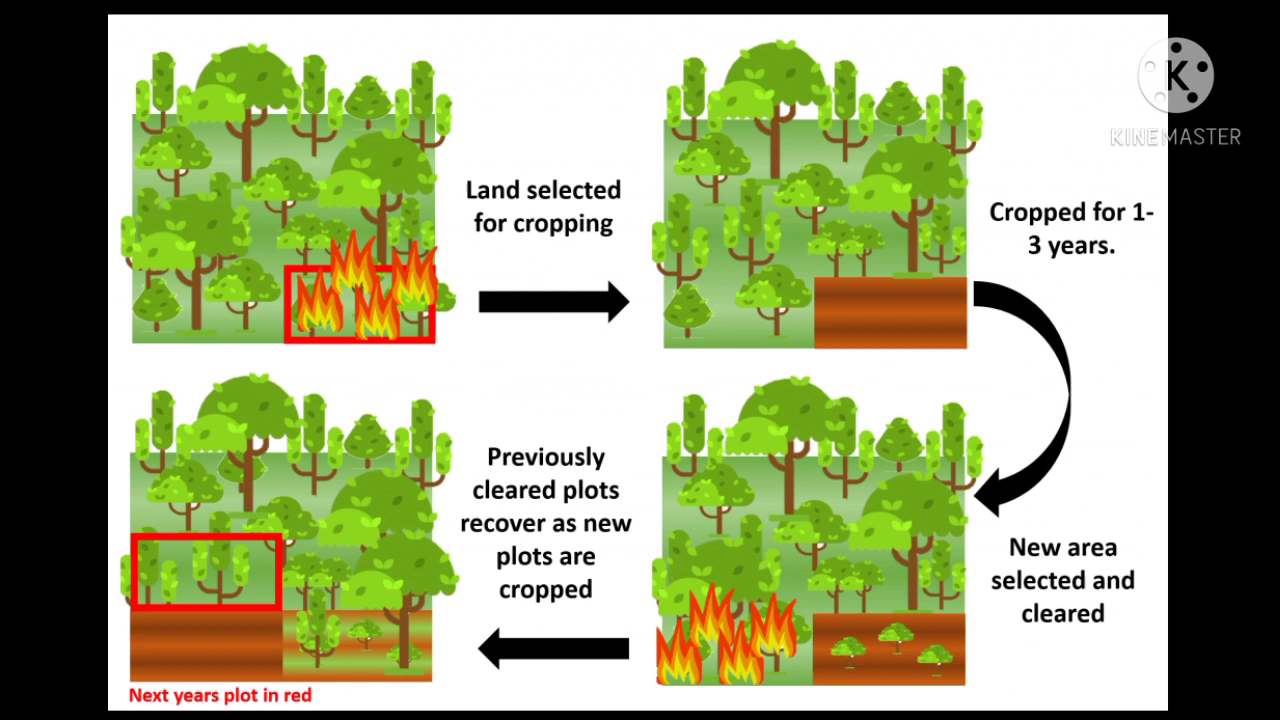 Land selected
for cropping
Cropped for 1-
3 years.
K
KINEMASTER
New area
selected and
cleared
Previously
cleared plots
recover as new
plots are
cropped
Next years plot in red